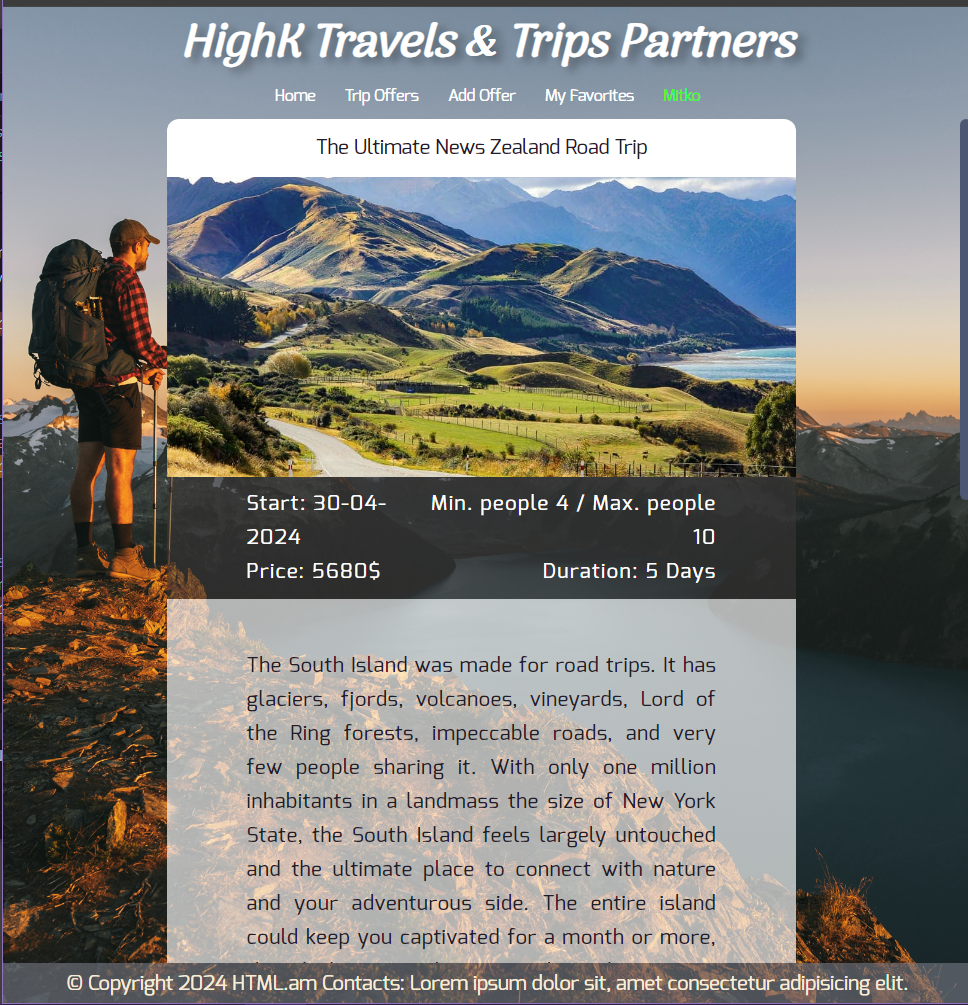 HighK Travels & Trips Partners
Home Trip Offers Add Offer My Favorites Mitko
The Ultimate News Zealand Road Trip
Start: 30-04-2024
Price: 5680$
Min. people 4 / Max. people 10
Duration: 5 Days
The South Island was made for road trips. It has
glaciers, fjords, volcanoes, vineyards, Lord of
the Ring forests, impeccable roads, and very
few people sharing it. With only one million
inhabitants in a landmass the size of New York
State, the South Island feels largely untouched
and the ultimate place to connect with nature
and your adventurous side. The entire island
could keep you captivated for a month or more,
© Copyright 2024 HTML.am Contacts: Lorem ipsum dolor sit, amet consectetur adipisicing elit.